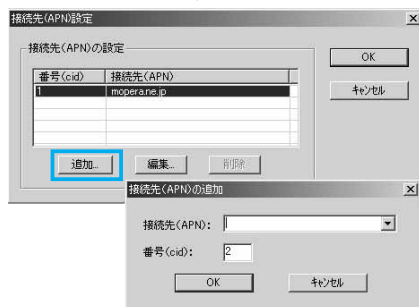 接続先(APN)設定
接続先(APN)の設定
番号(cid) 接続先(APN)
1 mopera.ne.jp
OK
キャンセル
追加... 編集... 削除
接続先(APN)の追加
接続先(APN):
番号(cid): 2
OK キャンセル